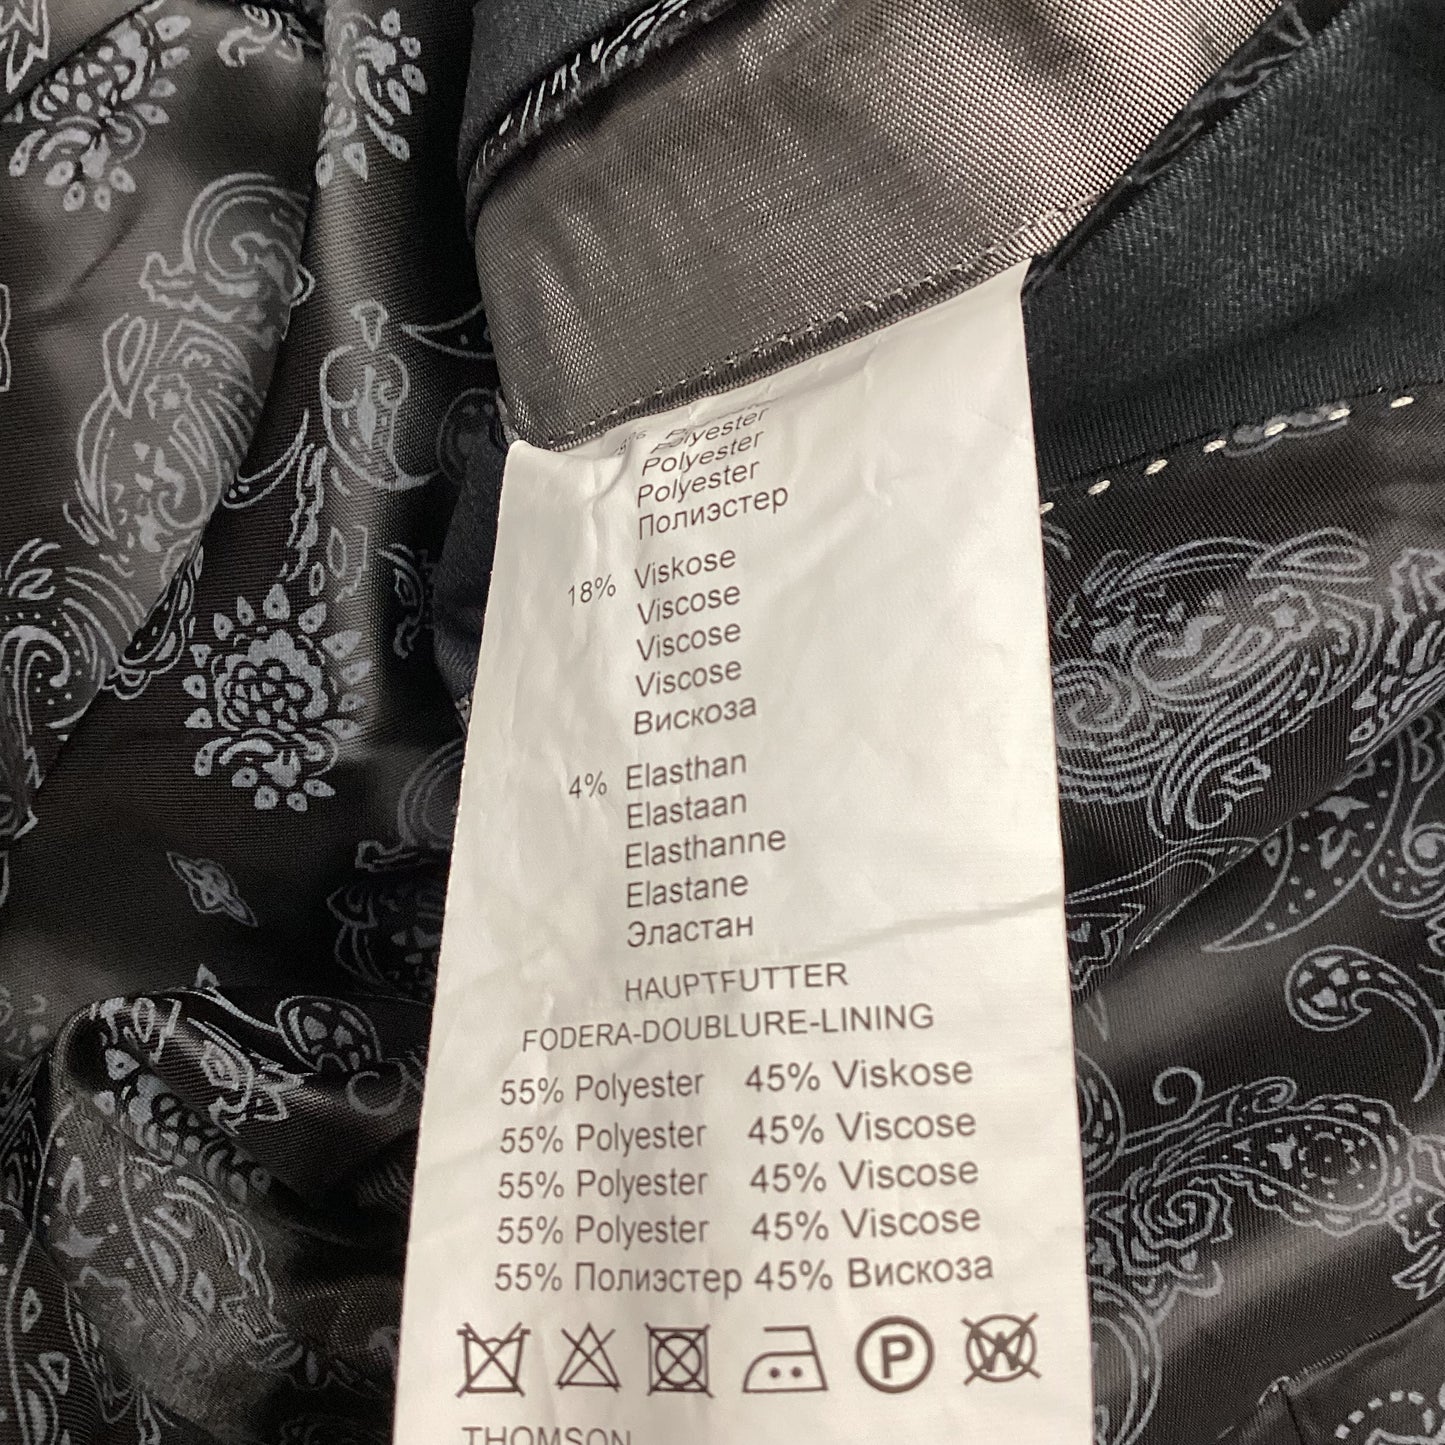 Polyester
Polyester
Polyester
Полиэстер
18% Viskose
Viscose
Viscose
Viscose
Вискоза
4% Elasthan
Elastaan
Elasthanne
Elastane
Эластан
HAUPTFUTTER
FODERA-DOUBLURE-LINING
55% Polyester 45% Viskose
55% Polyester 45% Viscose
55% Polyester 45% Viscose
55% Polyester 45% Viscose
55% Полиэстер 45% Вискоза
P W
THOMSON